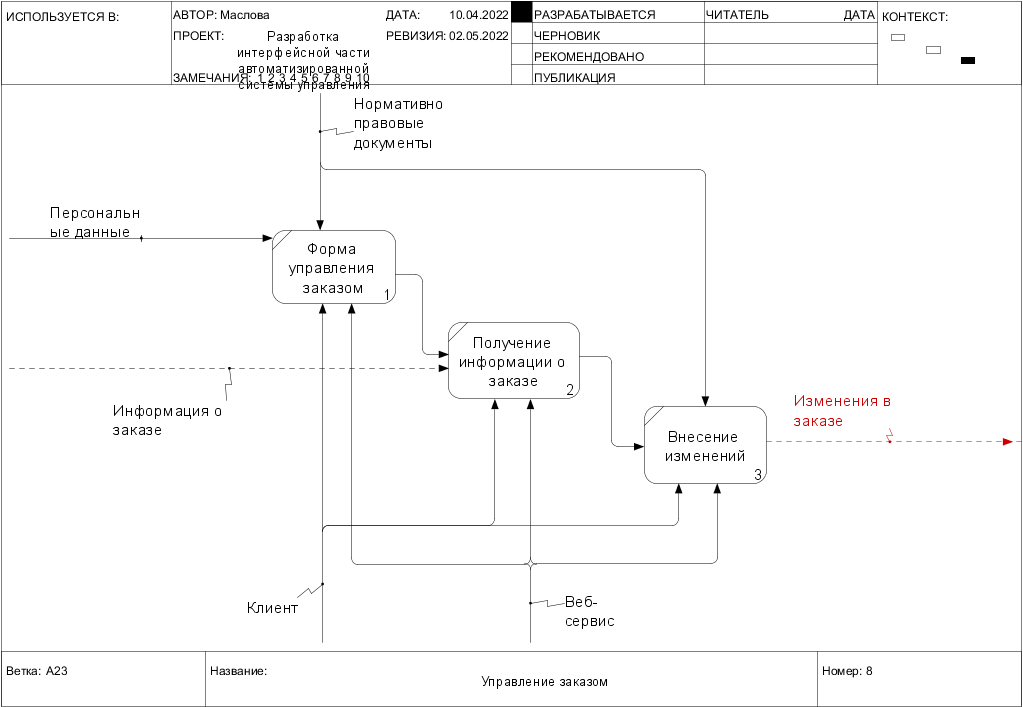 ИСПОЛЬЗУЕТСЯ В:
АВТОР: Маслова
ДАТА: 10.04.2022
ПРОЕКТ:
Разработка
интерфейсной части
автоматизированной
системы управления
РЕВИЗИЯ: 02.05.2022
ЗАМЕЧАНИЯ: 1 2 3 4 5 6 7 8 9 10
РАЗРАБАТЫВАЕТСЯ
ЧЕРНОВИК
РЕКОМЕНДОВАНО
ПУБЛИКАЦИЯ
ЧИТАТЕЛЬ ДАТА
КОНТЕКСТ:
Нормативно
правовые
документы
Персональн
ые данные
Форма
управления
заказом
1
Получение
информации о
заказе
2
Информация о
заказе
Изменения в
заказе
Внесение
изменений
3
Клиент
Веб-
сервис
Ветка: A23
Название:
Управление заказом
Номер: 8